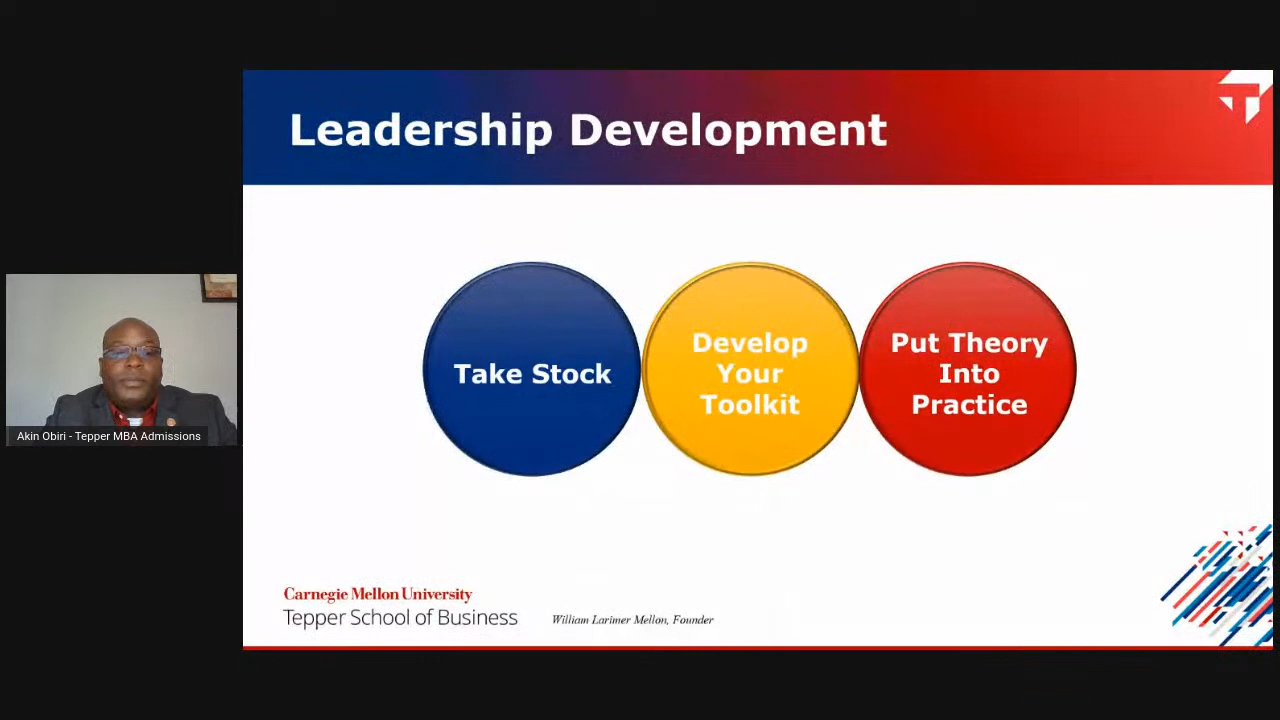 Leadership Development
Take Stock
Develop
Your
Toolkit
Put Theory
Into
Practice
Akin Obiri - Tepper MBA Admissions
Carnegie Mellon University
Tepper School of Business
William Larimer Mellon, Founder